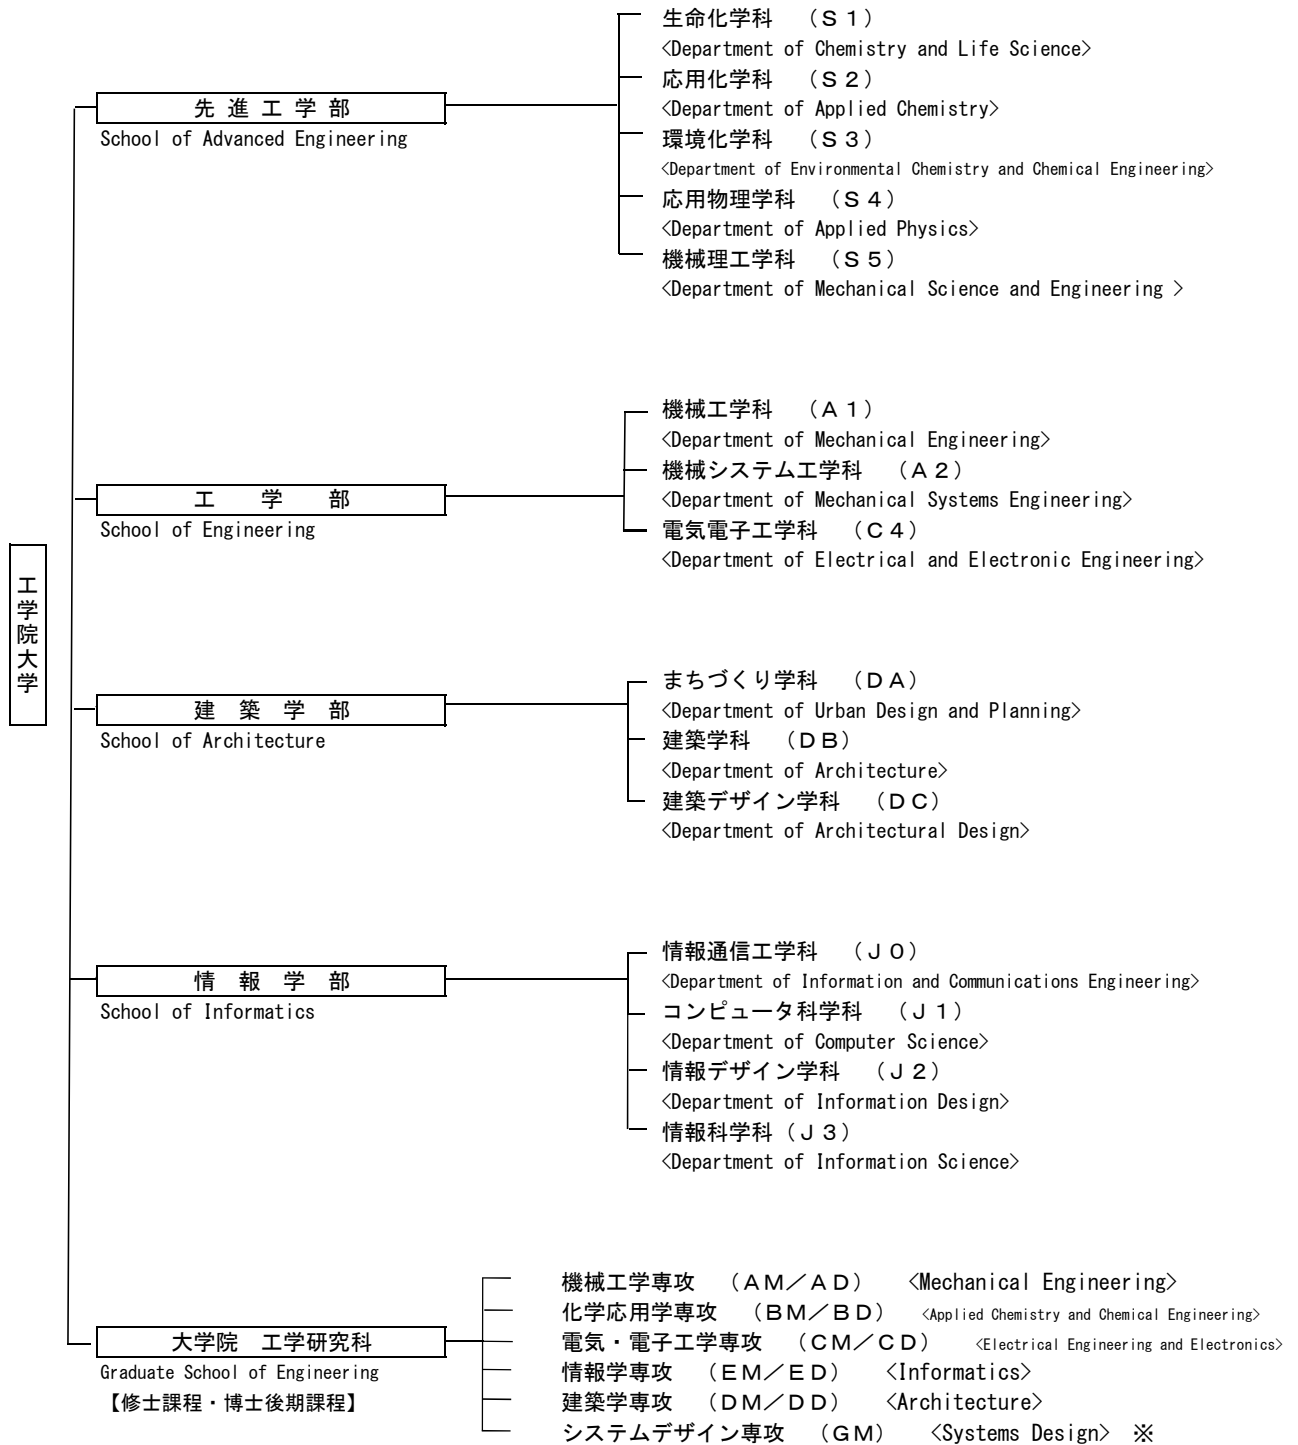 工学院大学
先進工学部
School of Advanced Engineering
生命化学科 （Ｓ１）
<Department of Chemistry and Life Science>
応用化学科 （Ｓ２）
<Department of Applied Chemistry>
環境化学科 （Ｓ３）
<Department of Environmental Chemistry and Chemical Engineering>
応用物理学科 （Ｓ４）
<Department of Applied Physics>
機械理工学科 （Ｓ５）
<Department of Mechanical Science and Engineering >
工学部
School of Engineering
機械工学科 （Ａ１）
<Department of Mechanical Engineering>
機械システム工学科 （Ａ２）
<Department of Mechanical Systems Engineering>
電気電子工学科 （Ｃ４）
<Department of Electrical and Electronic Engineering>
建築学部
School of Architecture
まちづくり学科 （ＤＡ）
<Department of Urban Design and Planning>
建築学科 （ＤＢ）
<Department of Architecture>
建築デザイン学科 （ＤＣ）
<Department of Architectural Design>
情報学部
School of Informatics
情報通信工学科 （Ｊ０）
<Department of Information and Communications Engineering>
コンピュータ科学科 （Ｊ１）
<Department of Computer Science>
情報デザイン学科 （Ｊ２）
<Department of Information Design>
情報科学科（Ｊ３）
<Department of Information Science>
大学院 工学研究科
Graduate School of Engineering
【修士課程・博士後期課程】
機械工学専攻 （ＡＭ／ＡＤ） <Mechanical Engineering>
化学応用学専攻 （ＢＭ／ＢＤ） <Applied Chemistry and Chemical Engineering>
電気・電子工学専攻 （ＣＭ／ＣＤ） <Electrical Engineering and Electronics>
情報学専攻 （ＥＭ／ＥＤ） <Informatics>
建築学専攻 （ＤＭ／ＤＤ） <Architecture>
システムデザイン専攻 （ＧＭ） <Systems Design> ※